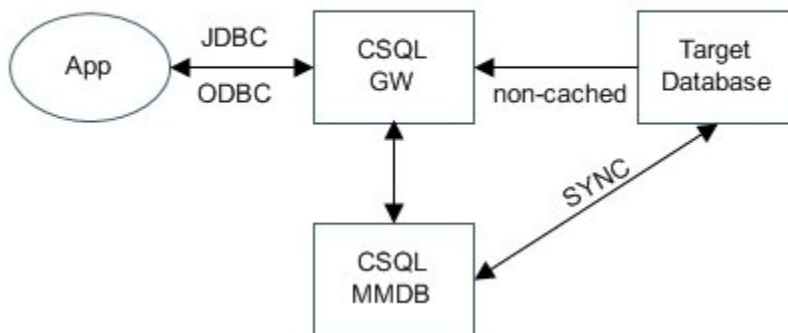 App
JDBC
ODBC
CSQL
GW
non-cached
Target
Database
SYNC
CSQL
MMDB